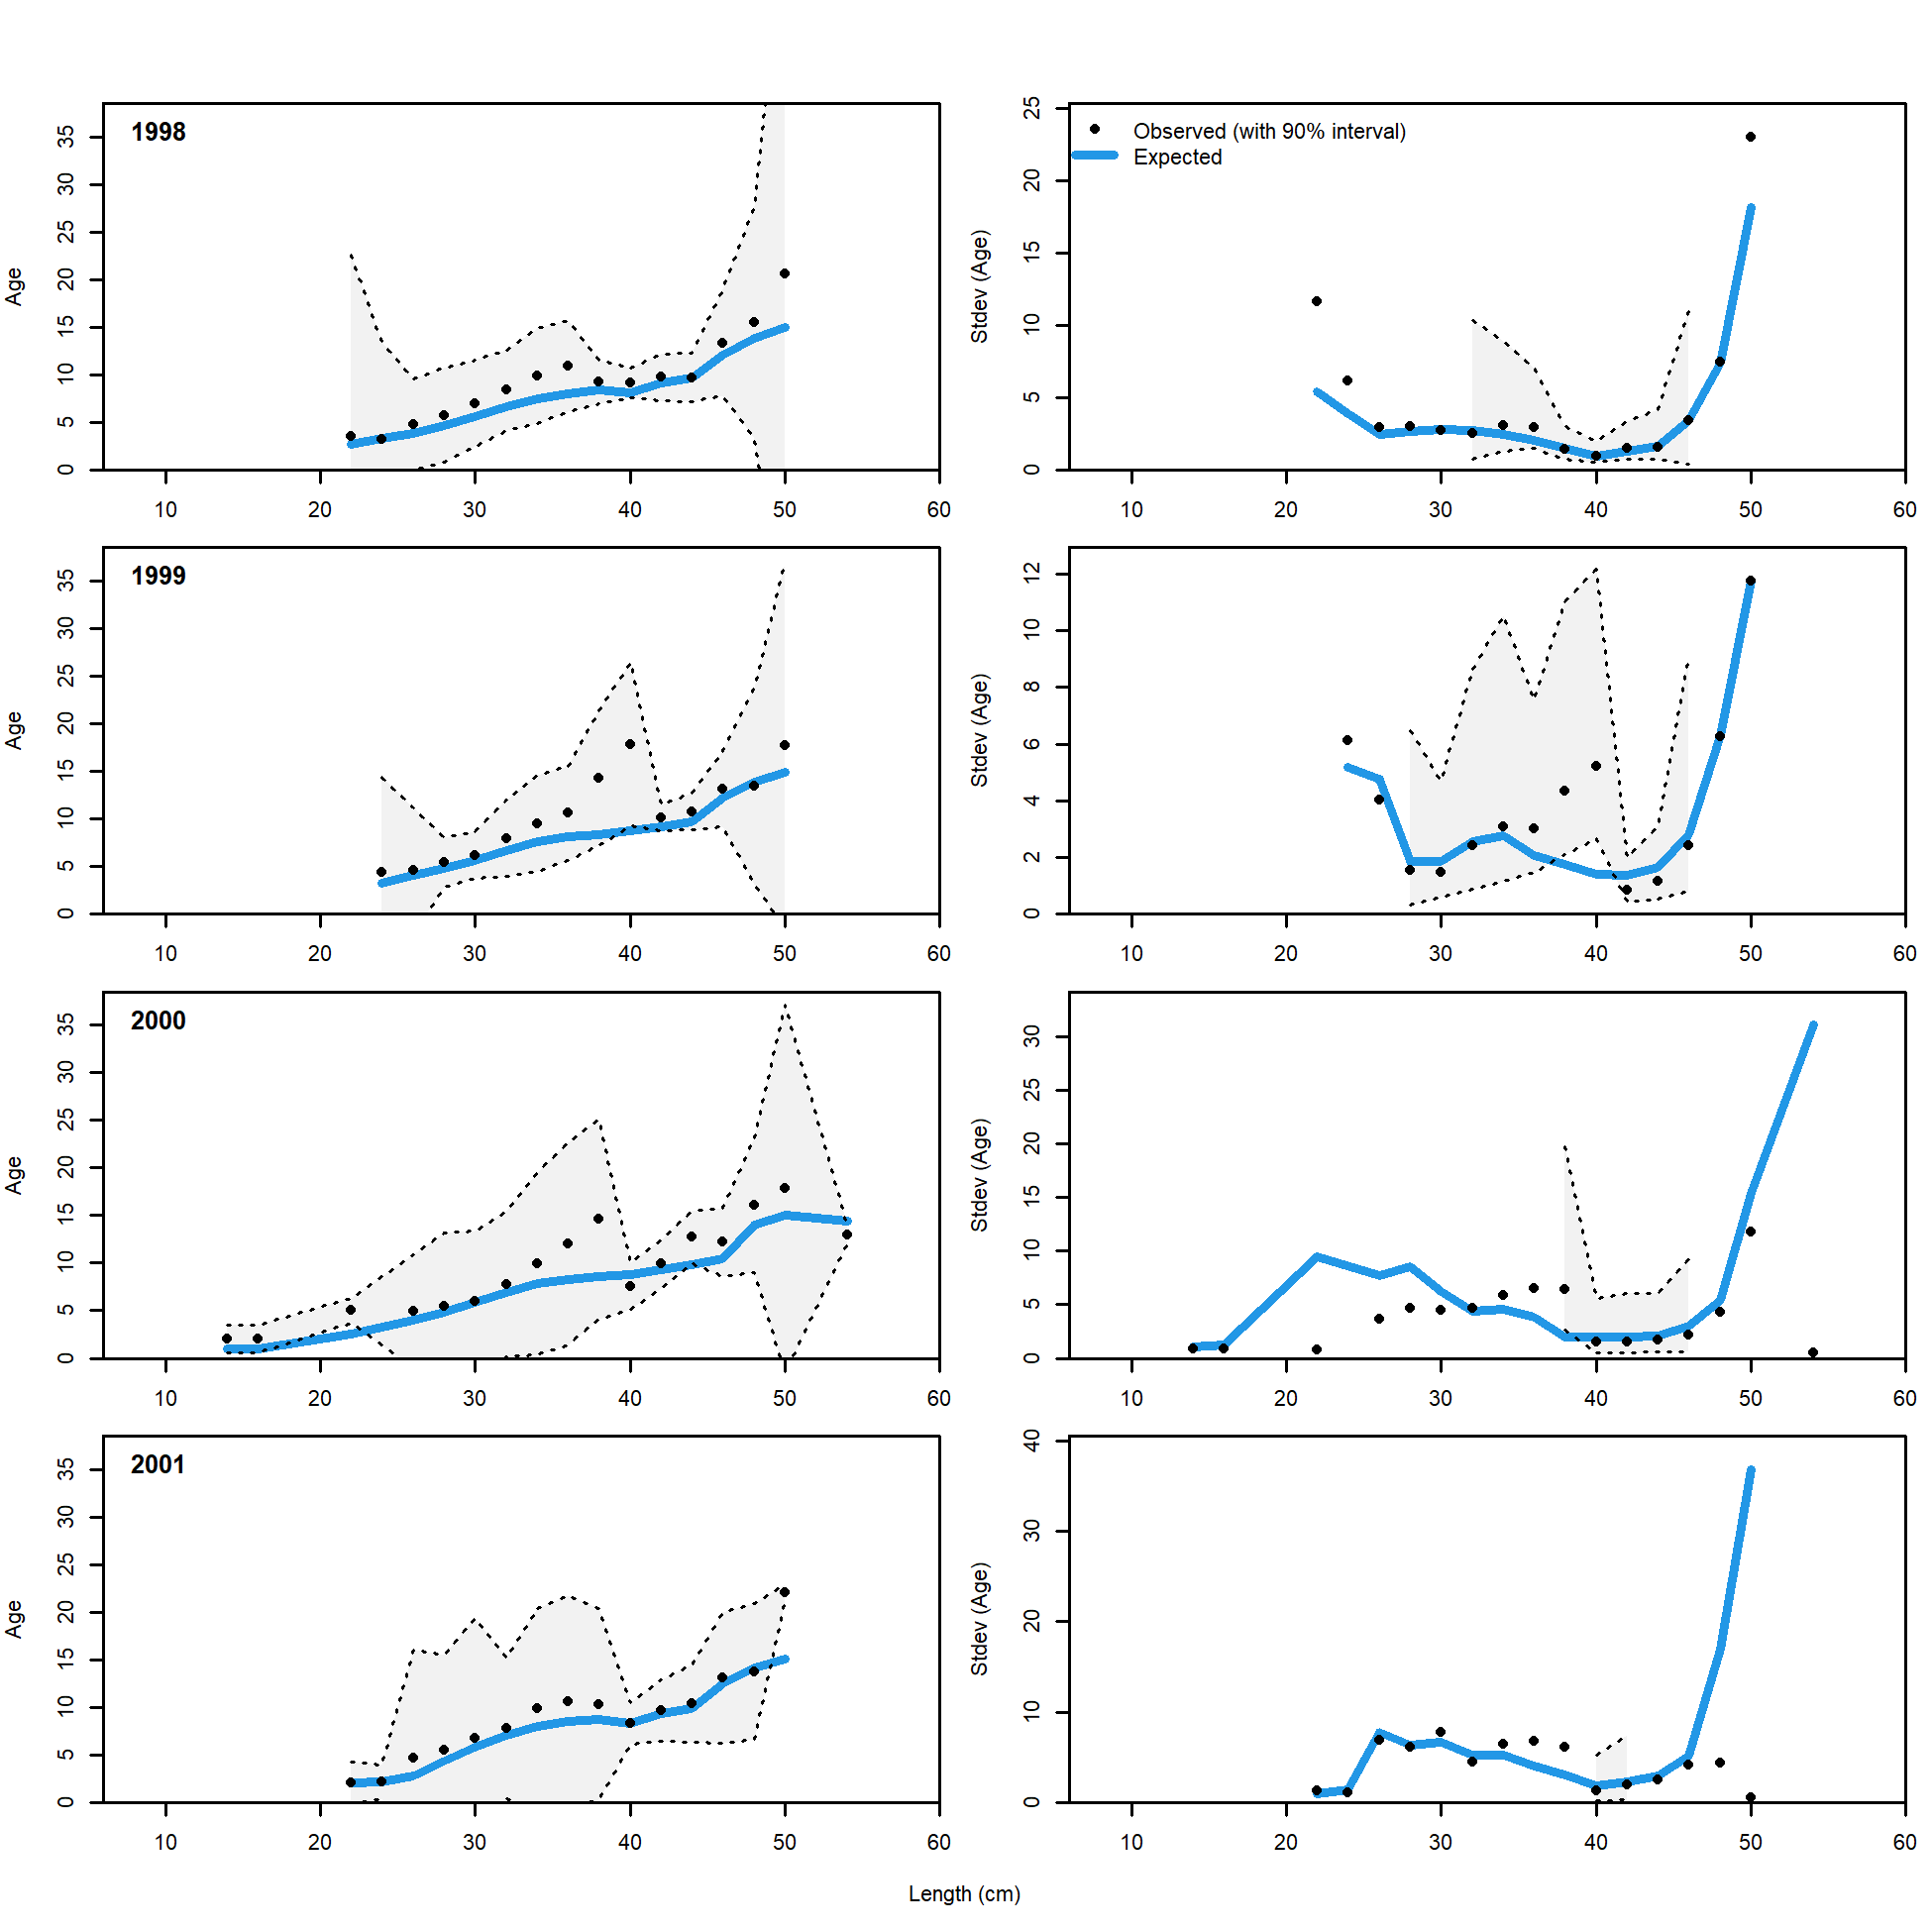 1998
Age
0 5 10 15 20 25 30 35
10 20 30 40 50 60
Observed (with 90% interval)
Expected
Stdev (Age)
0 5 10 15 20 25
10 20 30 40 50 60
1999
Age
0 5 10 15 20 25 30 35
10 20 30 40 50 60
Stdev (Age)
0 2 4 6 8 10 12
10 20 30 40 50 60
2000
Age
0 5 10 15 20 25 30 35
10 20 30 40 50 60
Stdev (Age)
0 5 10 15 20 25 30
10 20 30 40 50 60
2001
Age
0 5 10 15 20 25 30 35
10 20 30 40 50 60
Stdev (Age)
0 10 20 30 40
10 20 30 40 50 60
Length (cm)